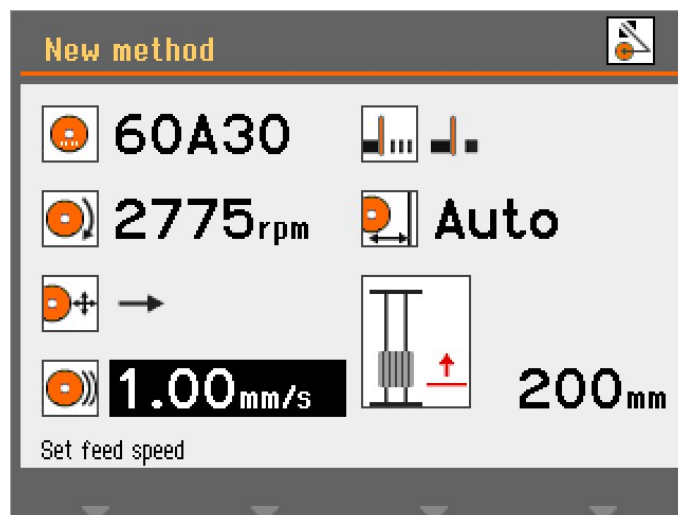 New method
60A30
2775rpm
Auto
1.00mm/s
200mm
Set feed speed